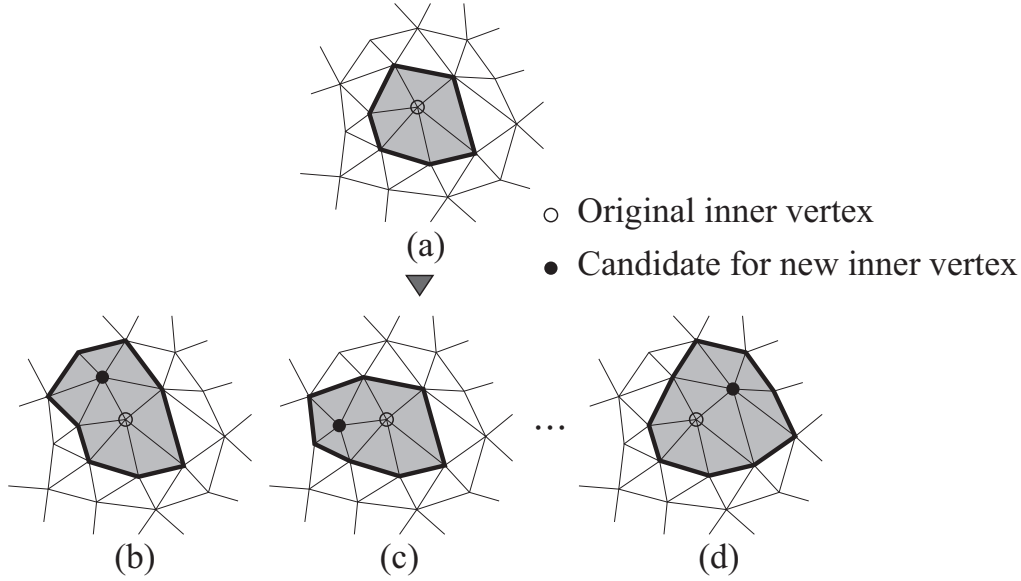 (a)
Original inner vertex
Candidate for new inner vertex
...
(b)
(c)
(d)